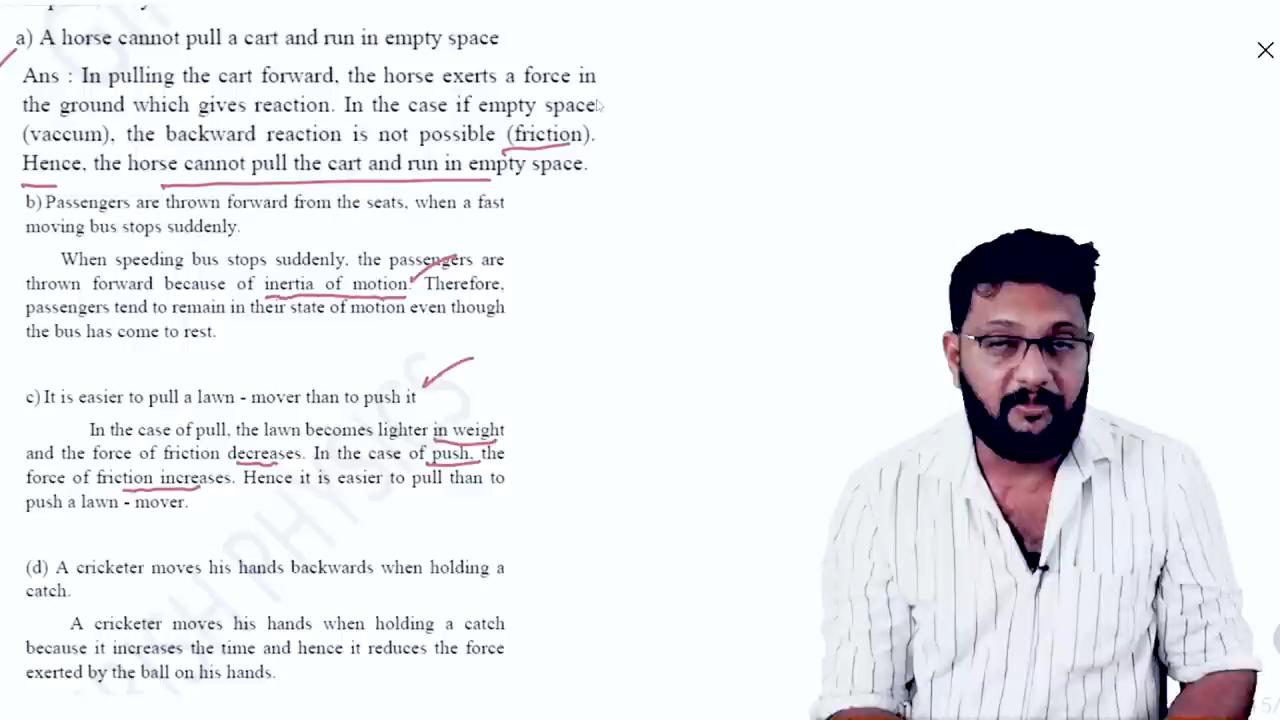 a) A horse cannot pull a cart and run in empty space
Ans : In pulling the cart forward, the horse exerts a force in
the ground which gives reaction. In the case if empty space
(vaccum), the backward reaction is not possible (friction).
Hence, the horse cannot pull the cart and run in empty space.
b) Passengers are thrown forward from the seats, when a fast
moving bus stops suddenly.
When speeding bus stops suddenly, the passengers are
thrown forward because of inertia of motion. Therefore,
passengers tend to remain in their state of motion even though
the bus has come to rest.
c) It is easier to pull a lawn - mover than to push it
In the case of pull, the lawn becomes lighter in weight
and the force of friction decreases. In the case of push, the
force of friction increases. Hence it is easier to pull than to
push a lawn - mover.
(d) A cricketer moves his hands backwards when holding a
catch.
A cricketer moves his hands when holding a catch
because it increases the time and hence it reduces the force
exerted by the ball on his hands.
PHYSICS